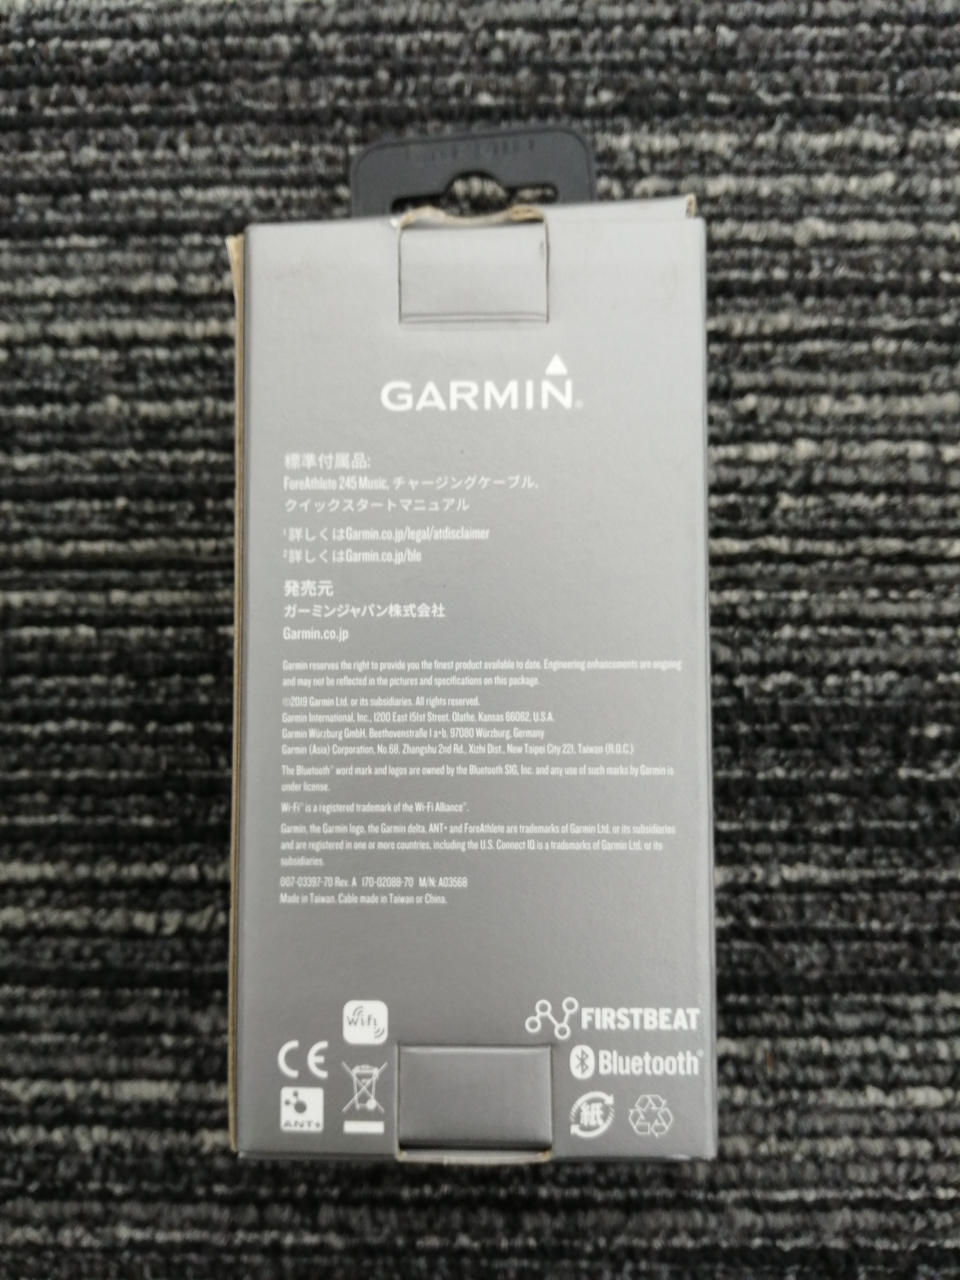 GARMIN®
標準付属品:
ForeAthlete 245 Music, チャージングケーブル,
クイックスタートマニュアル
¹詳しくはGarmin.co.jp/legal/atdisclaimer
²詳しくはGarmin.co.jp/ble
発売元
ガーミンジャパン株式会社
Garmin.co.jp
Garmin reserves the right to provide you the finest product available to date. Engineering enhancements are ongoing
and may not be reflected in the pictures and specifications on this package.
©2019 Garmin Ltd. or its subsidiaries. All rights reserved.
Garmin International, Inc., 1200 East 151st Street, Olathe, Kansas 66062, U.S.A.
Garmin Würzburg GmbH, Beethovenstraße 1 a+b, 97080 Würzburg, Germany
Garmin (Asia) Corporation, No.68, Zhangshu 2nd Rd., Xizhi Dist., New Taipei City 221, Taiwan (R.O.C.)
The Bluetooth® word mark and logos are owned by the Bluetooth SIG, Inc. and any use of such marks by Garmin is
under license.
Wi-Fi® is a registered trademark of the Wi-Fi Alliance®.
Garmin, the Garmin logo, the Garmin delta, ANT+ and ForeAthlete are trademarks of Garmin Ltd. or its subsidiaries
and are registered in one or more countries, including the U.S. Connect IQ is a trademarks of Garmin Ltd. or its
subsidiaries.
007-03397-70 Rev. A 170-02088-70 M/N: A03568
Made in Taiwan. Cable made in Taiwan or China.
WiFi
FIRSTBEAT
CE
Bluetooth®
ANT+
紙